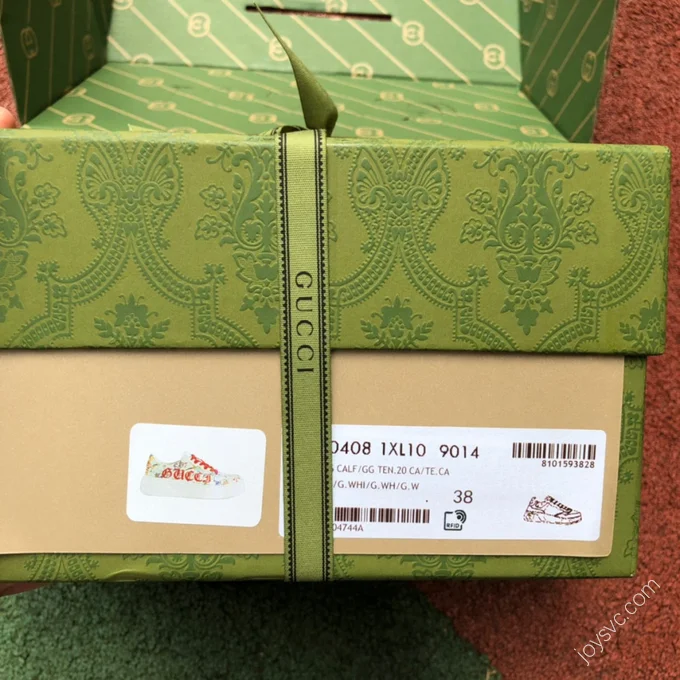 GUCCI
GUCCI
0408 1XL10 9014
CALF/GG TEN.20 CA/TE.CA
/G.WHI/G.WH/G.W
38
RFID
04744A
8101593828
joysvc.com